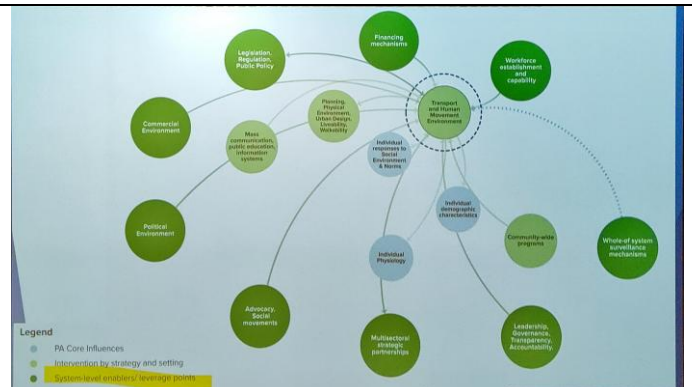 Financing
mechanisms
Legislation,
Regulation,
Public Policy
Workforce
establishment
and
capability
Commercial
Environment
Planning,
Physical
Environment,
Urban Design,
Liveability,
Walkability
Transport
and Human
Movement
Environment
Mass
communication,
public education,
information
systems
Individual
responses to
Social
Environment
& Norms
Individual
demographic
characteristics
Political
Environment
Community-wide
programs
Whole-of system
surveillance
mechanisms
Individual
Physiology
Advocacy,
Social
movements
Multisectoral
strategic
partnerships
Leadership,
Governance,
Transparency,
Accountability,
Legend
PA Core Influences
Intervention by strategy and setting
System-level enablers/ leverage points